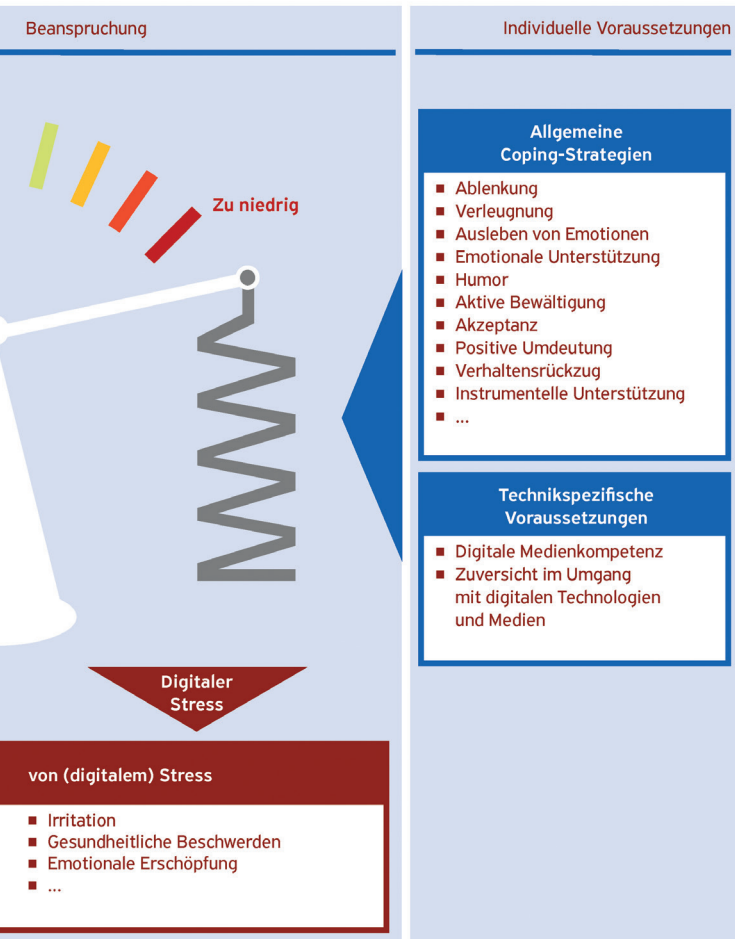 Beanspruchung
Zu niedrig
Digitaler
Stress
von (digitalem) Stress
■ Irritation
■ Gesundheitliche Beschwerden
■ Emotionale Erschöpfung
■ ...
Individuelle Voraussetzungen
Allgemeine
Coping-Strategien
■ Ablenkung
■ Verleugnung
■ Ausleben von Emotionen
■ Emotionale Unterstützung
■ Humor
■ Aktive Bewältigung
■ Akzeptanz
■ Positive Umdeutung
■ Verhaltensrückzug
■ Instrumentelle Unterstützung
■ ...
Technikspezifische
Voraussetzungen
■ Digitale Medienkompetenz
■ Zuversicht im Umgang
mit digitalen Technologien
und Medien